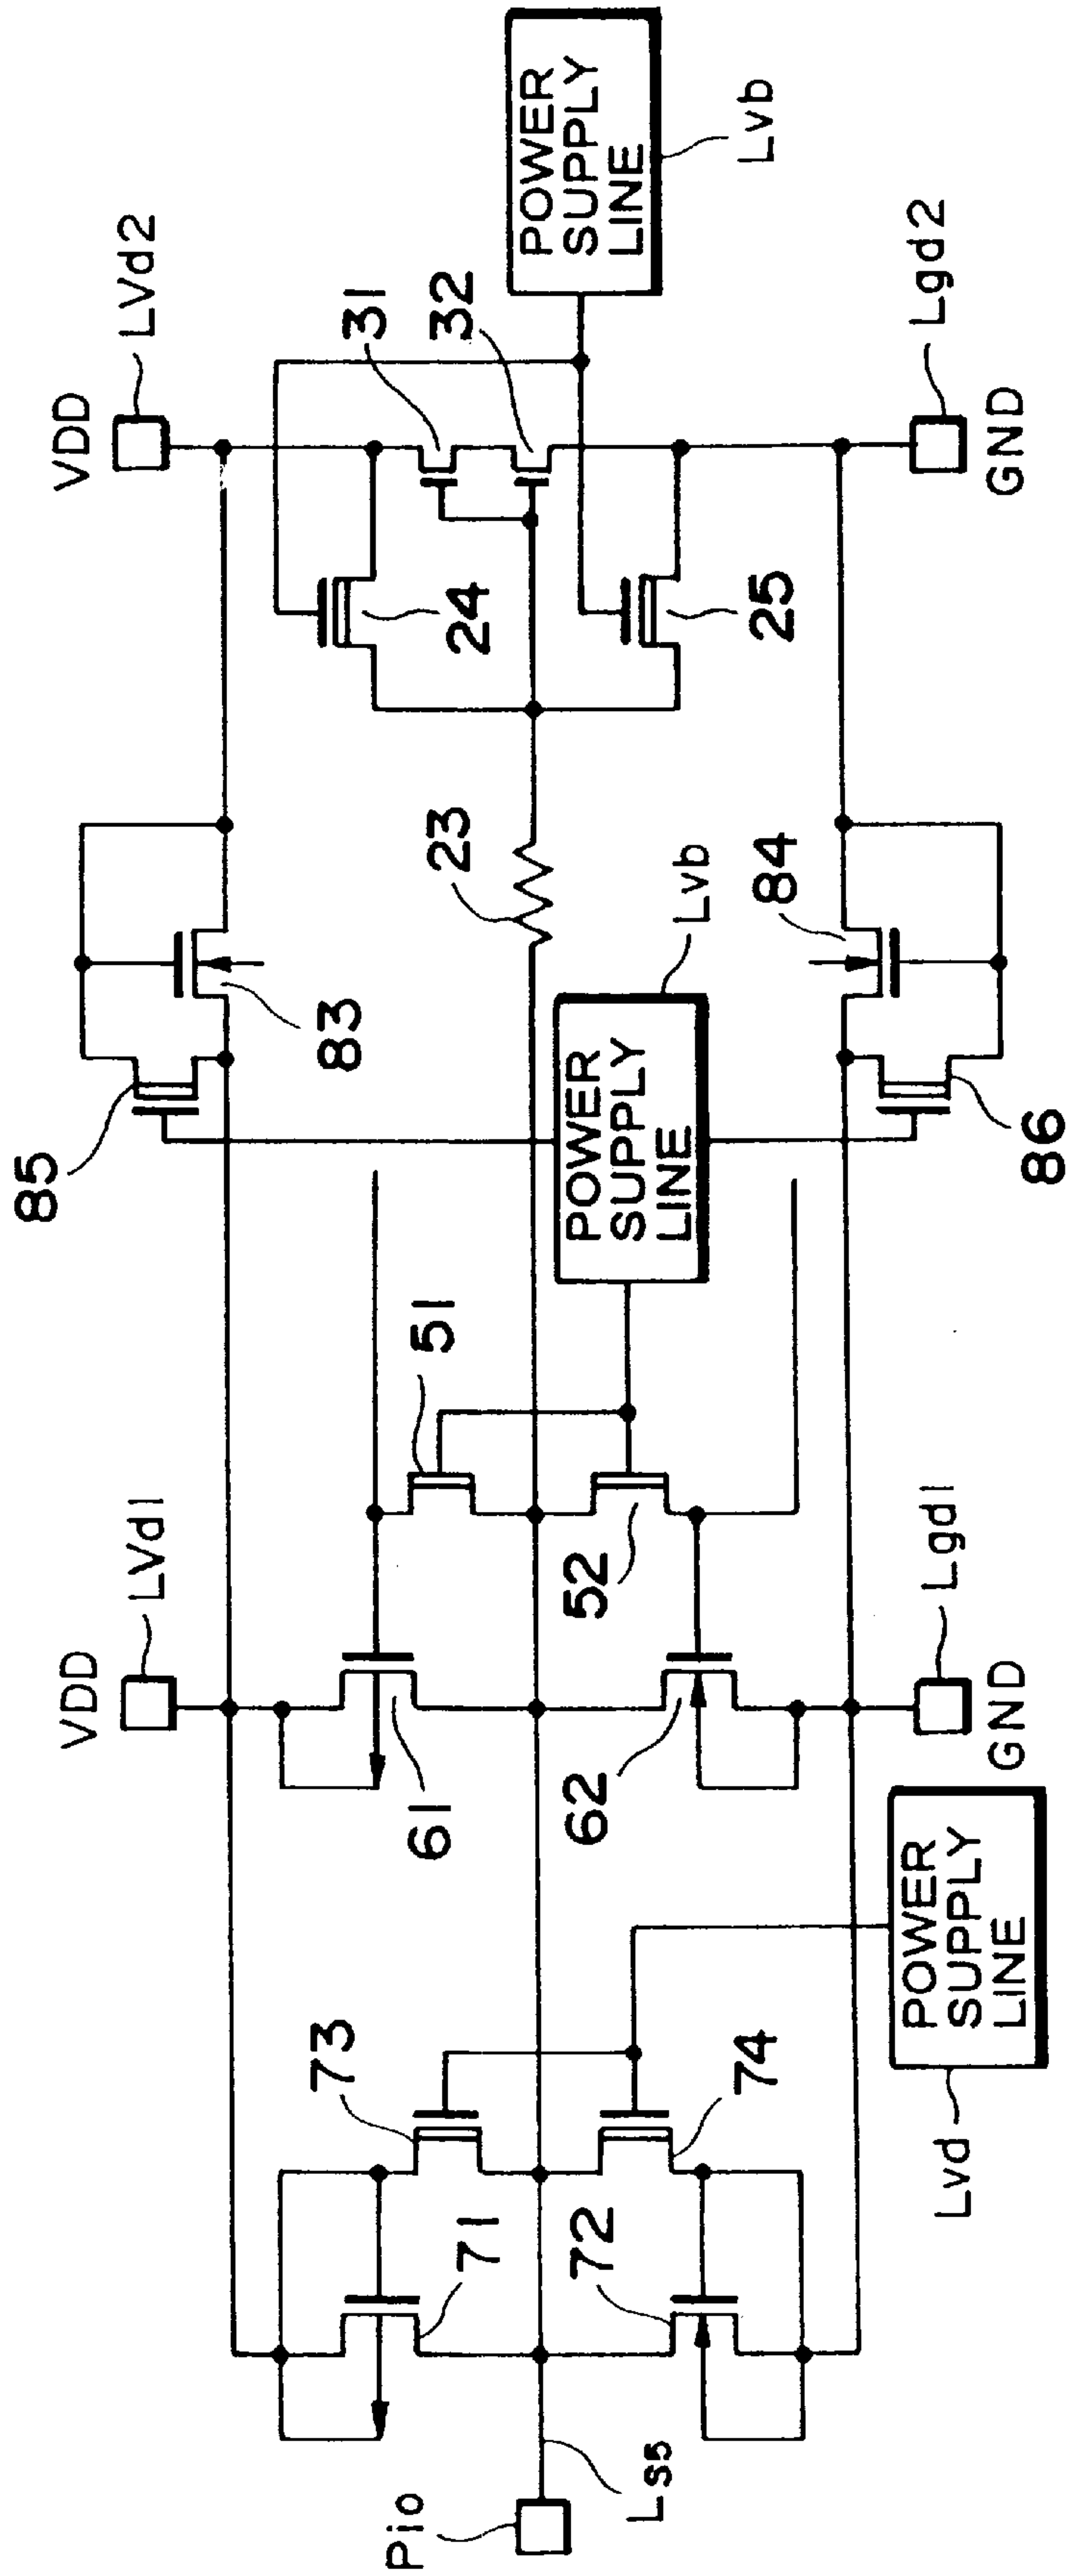 VDD
LVd2
31
32
24
25
POWER
SUPPLY
LINE
Lvb
Lgd2
GND
85
83
23
POWER
SUPPLY
LINE
Lvb
84
86
VDD
LVd1
51
52
61
62
Lgd1
GND
73
74
71
72
POWER
SUPPLY
LINE
Lvd
Pio
Ls5